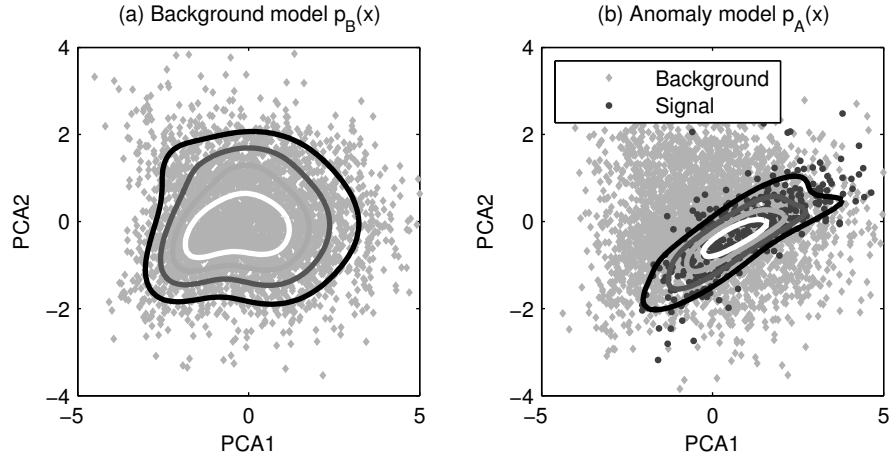 (a) Background model p_B(x)
4
2
0
−2
−4
−5
0
5
PCA2
PCA1
(b) Anomaly model p_A(x)
Background
Signal
4
2
0
−2
−4
−5
0
5
PCA2
PCA1